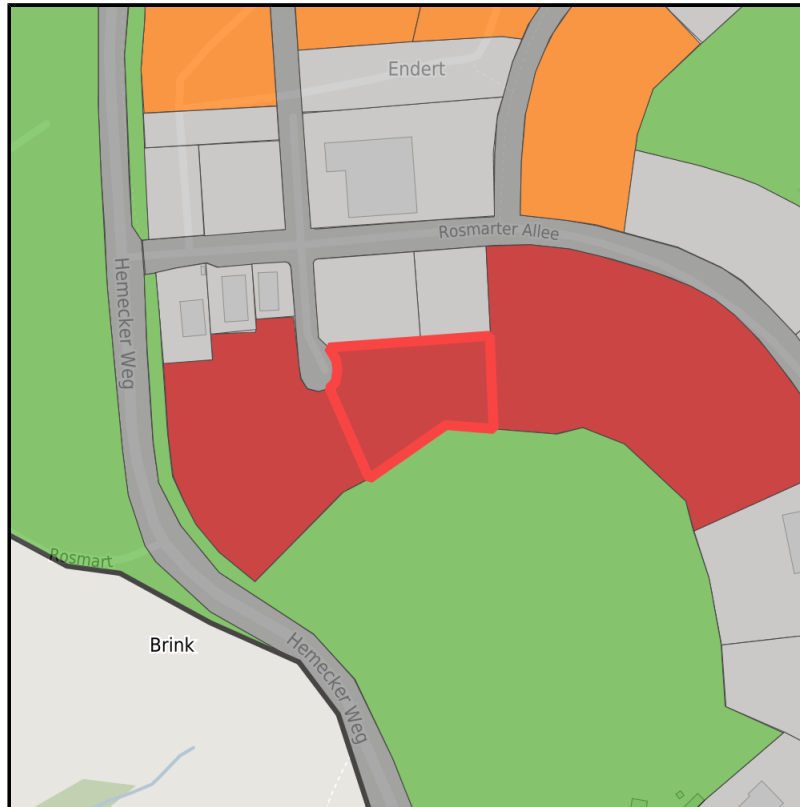 Endert
Rosmarter Allee
Hemecker Weg
Rosmart
Brink
Hemecker Weg